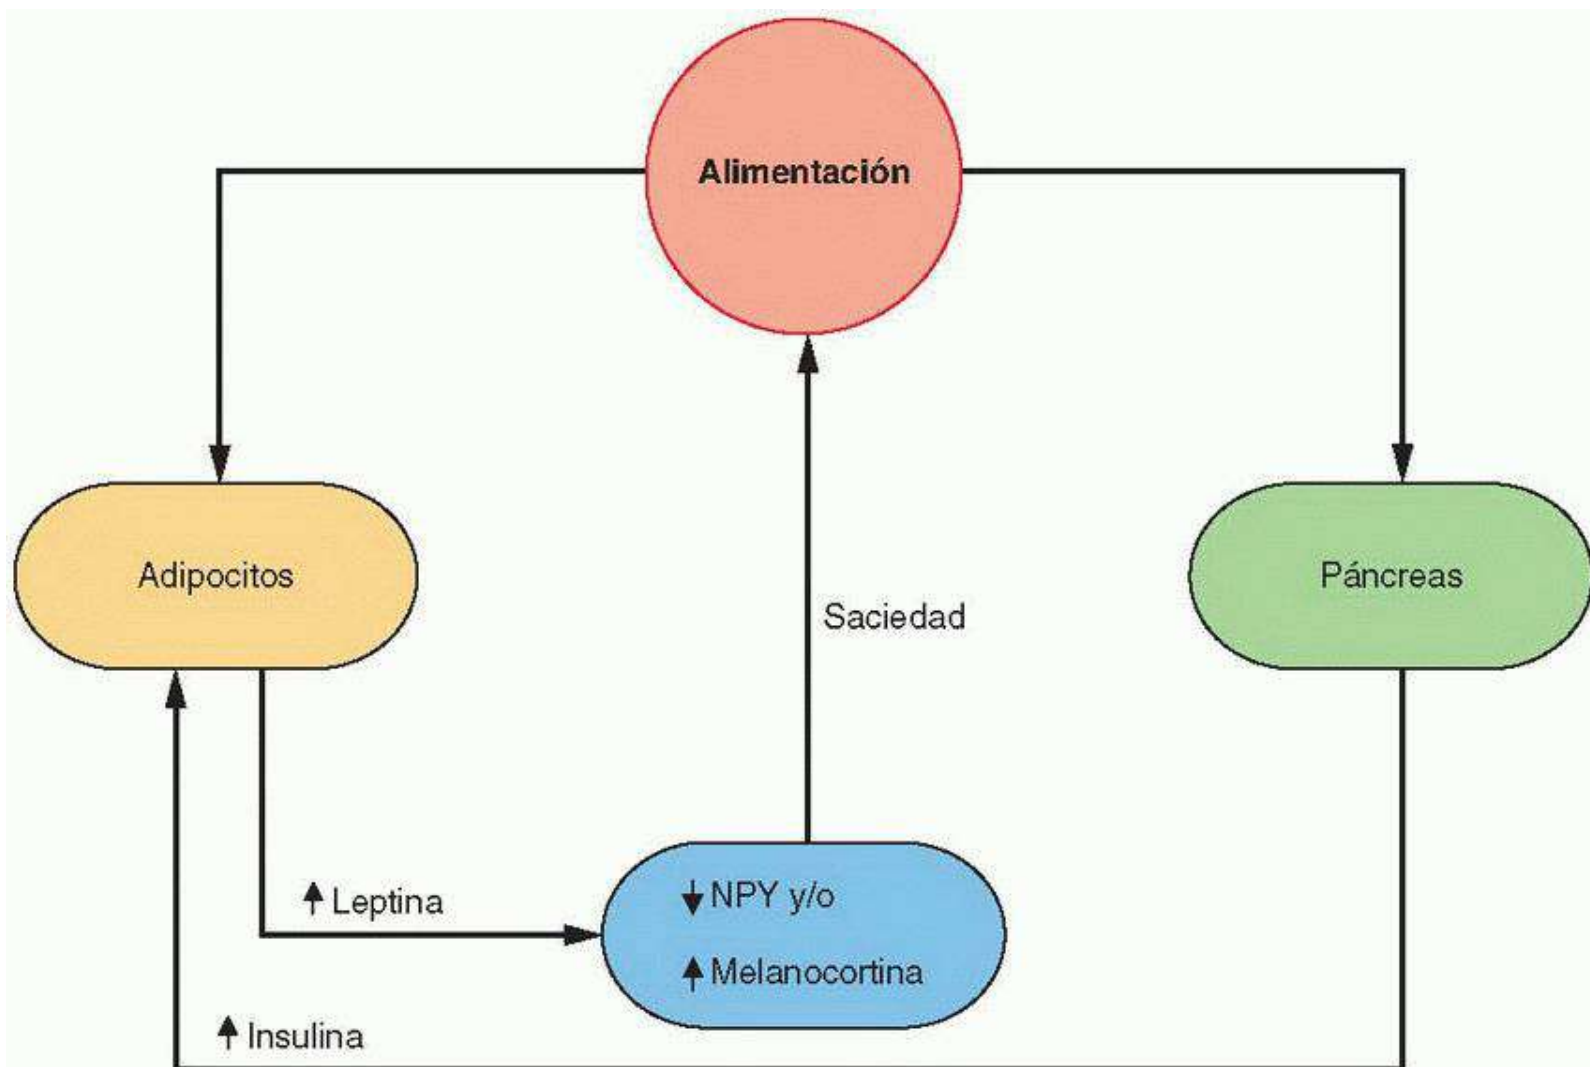 Alimentación
Adipocitos
Páncreas
Saciedad
↑ Leptina
↓ NPY y/o
↑ Melanocortina
↑ Insulina